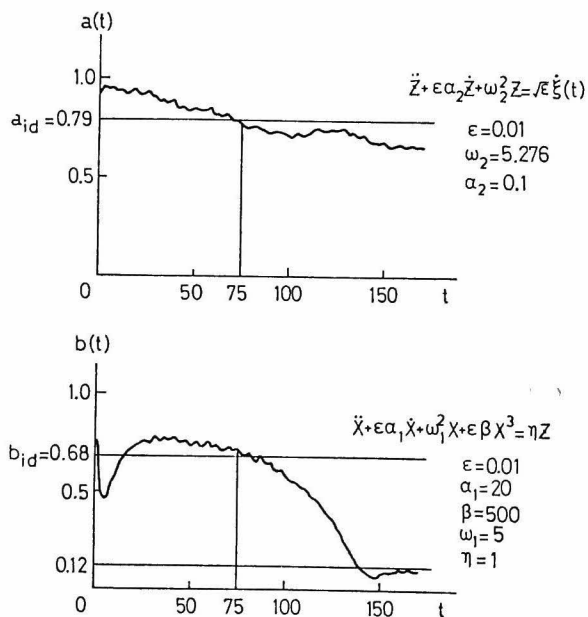 a(t)
1.0
a_id=0.79
0.5
0
50
75
100
150
t
Z̈+εα₂Ż+ω₂²Z=√ε ξ̇(t)
ε=0.01
ω₂=5.276
α₂=0.1
b(t)
1.0
b_id=0.68
0.5
0.12
0
50
75
100
150
t
Ẍ+εα₁Ẋ+ω₁²X+εβX³=ηZ
ε=0.01
α₁=20
β=500
ω₁=5
η=1